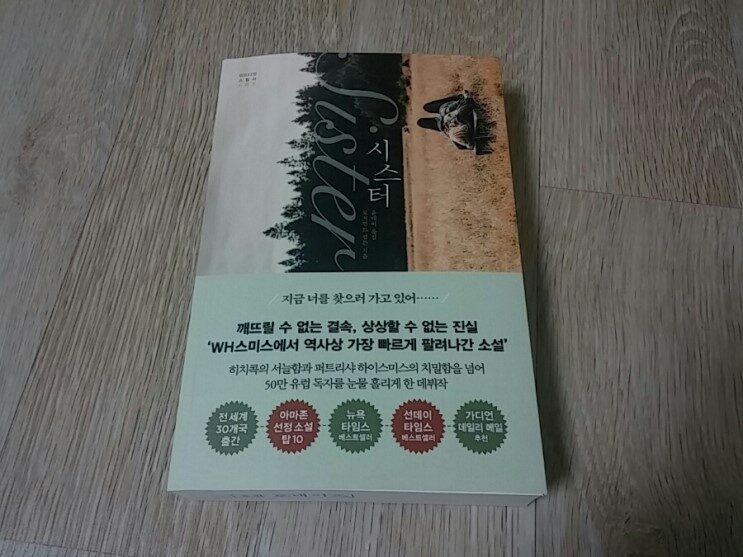 Sister
시스터
지금 너를 찾으러 가고 있어……
깨뜨릴 수 없는 결속, 상상할 수 없는 진실
‘WH스미스에서 역사상 가장 빠르게 팔려나간 소설’
히치콕의 서늘함과 퍼트리샤 하이스미스의 치밀함을 넘어
50만 유럽 독자를 눈물 흘리게 한 데뷔작
전 세계
30개국
출간
아마존
선정 소설
탑 10
뉴욕
타임스
베스트셀러
선데이
타임스
베스트셀러
가디언
데일리 메일
추천